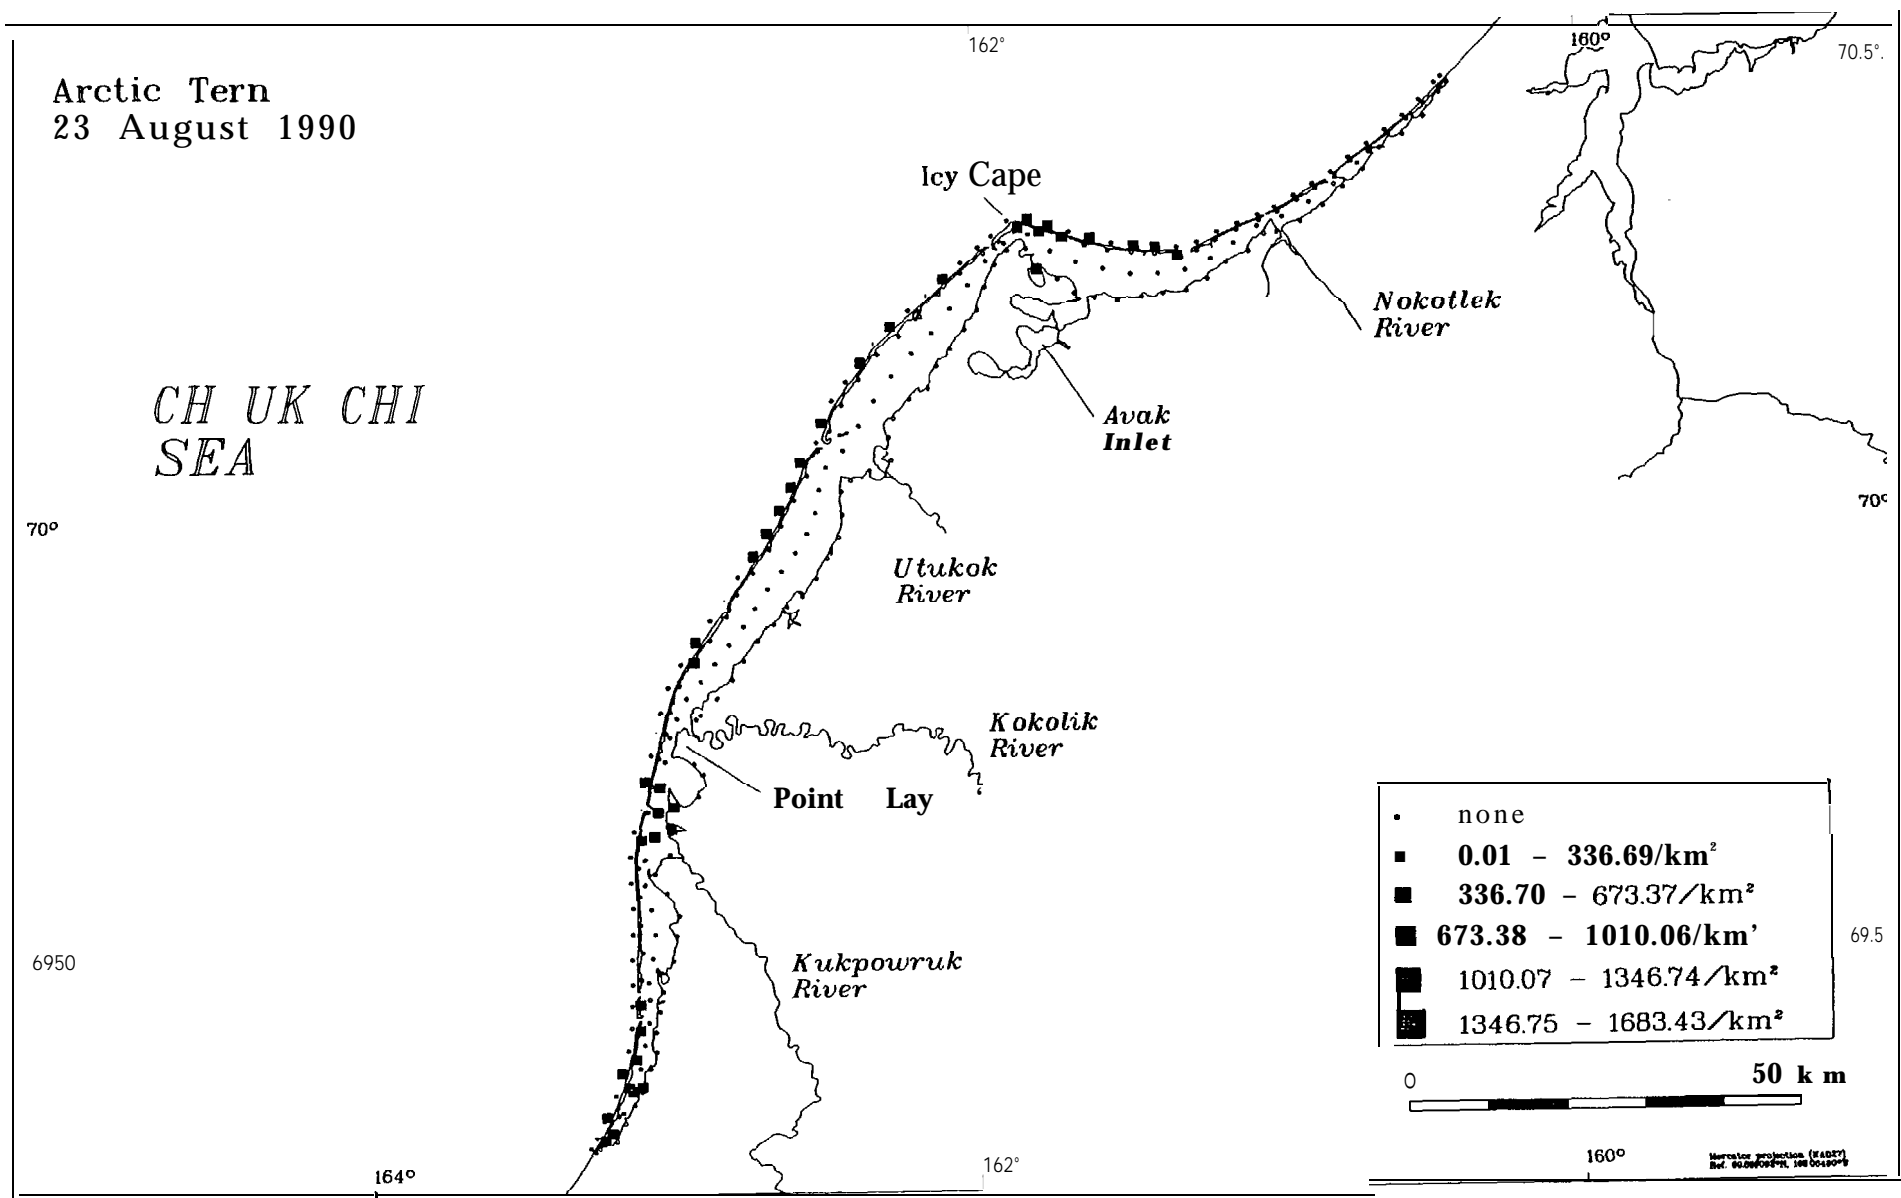 162°
160°
70.5°.
Arctic Tern
23 August 1990
Icy Cape
Nokotlek
River
CH UK CHI
SEA
Avak
Inlet
70°
70°
Utukok
River
Kokolik
River
Point Lay
none
0.01 – 336.69/km²
336.70 – 673.37/km²
673.38 – 1010.06/km'
1010.07 – 1346.74/km²
1346.75 – 1683.43/km²
69.5
6950
Kukpowruk
River
0
50 km
164°
162°
160°
Mercator projection (NAD27)